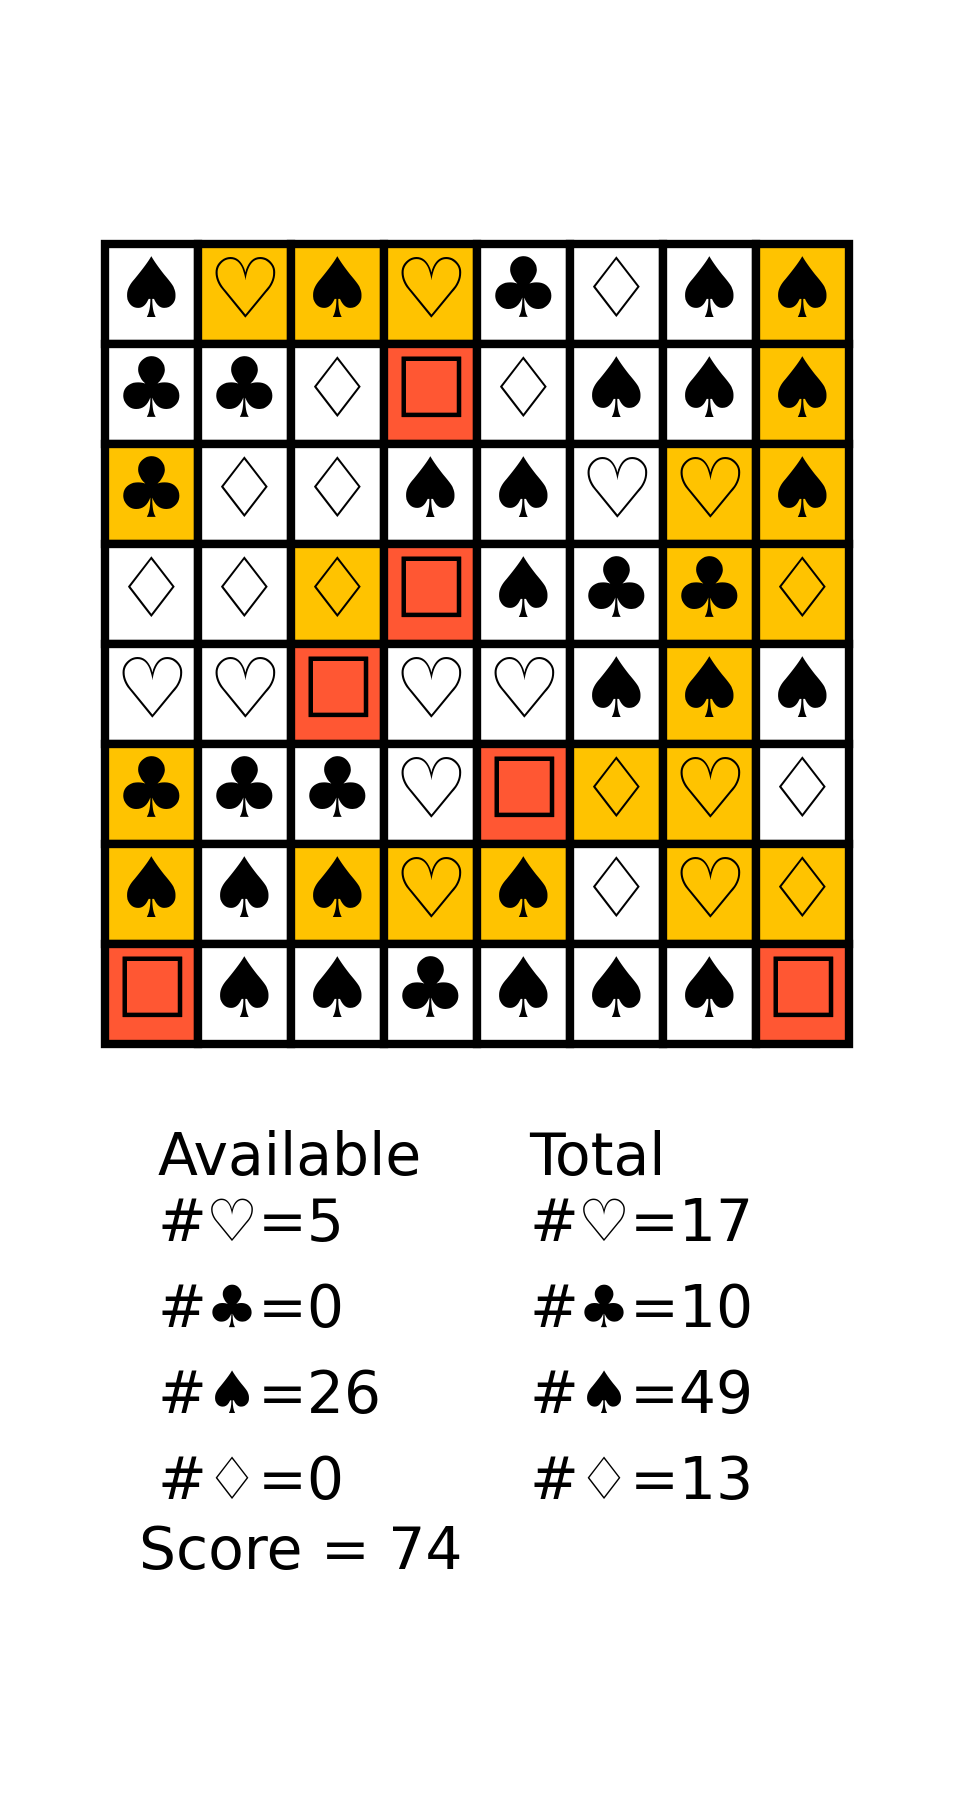 ♠ ♡ ♠ ♡ ♣ ♢ ♠ ♠
♣ ♣ ♢ □ ♢ ♠ ♠ ♠
♣ ♢ ♢ ♠ ♠ ♡ ♡ ♠
♢ ♢ ♢ □ ♠ ♣ ♣ ♢
♡ ♡ □ ♡ ♡ ♠ ♠ ♠
♣ ♣ ♣ ♡ □ ♢ ♡ ♢
♠ ♠ ♠ ♡ ♠ ♢ ♡ ♢
□ ♠ ♠ ♣ ♠ ♠ ♠ □
Available Total
#♡=5 #♡=17
#♣=0 #♣=10
#♠=26 #♠=49
#♢=0 #♢=13
Score = 74